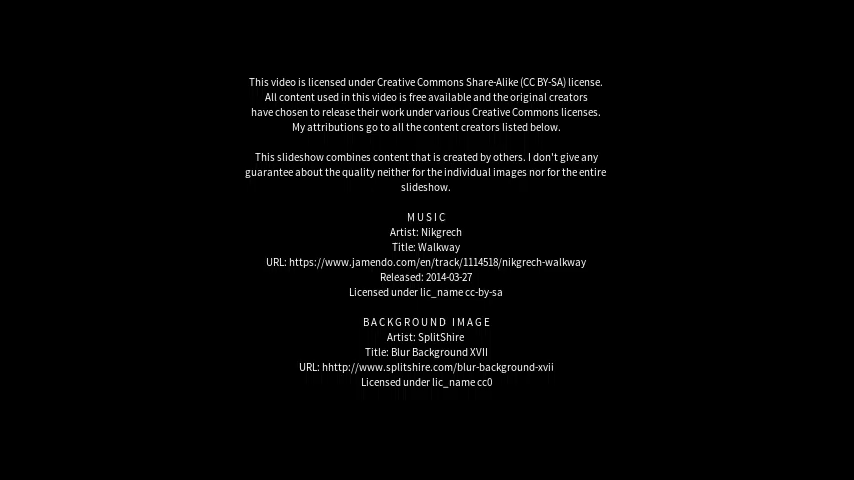 This video is licensed under Creative Commons Share-Alike (CC BY-SA) license.
All content used in this video is free available and the original creators
have chosen to release their work under various Creative Commons licenses.
My attributions go to all the content creators listed below.
This slideshow combines content that is created by others. I don't give any
guarantee about the quality neither for the individual images nor for the entire
slideshow.
MUSIC
Artist: Nikgrech
Title: Walkway
URL: https://www.jamendo.com/en/track/1114518/nikgrech-walkway
Released: 2014-03-27
Licensed under lic_name cc-by-sa
BACKGROUND IMAGE
Artist: SplitShire
Title: Blur Background XVII
URL: hhttp://www.splitshire.com/blur-background-xvii
Licensed under lic_name cc0